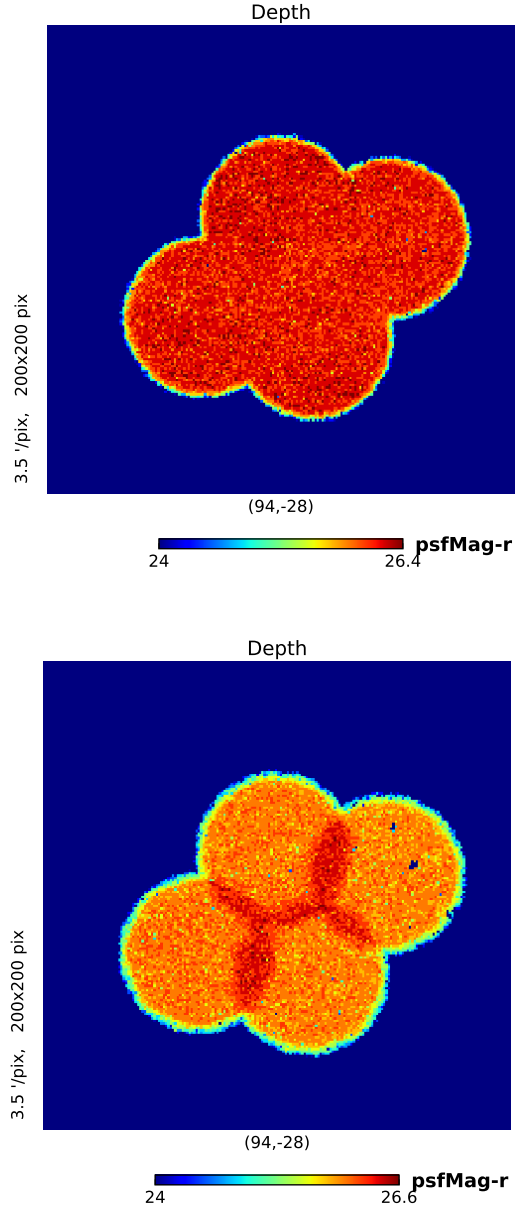 Depth
3.5 '/pix,   200x200 pix
(94,-28)
24
26.4
psfMag-r
Depth
3.5 '/pix,   200x200 pix
(94,-28)
24
26.6
psfMag-r